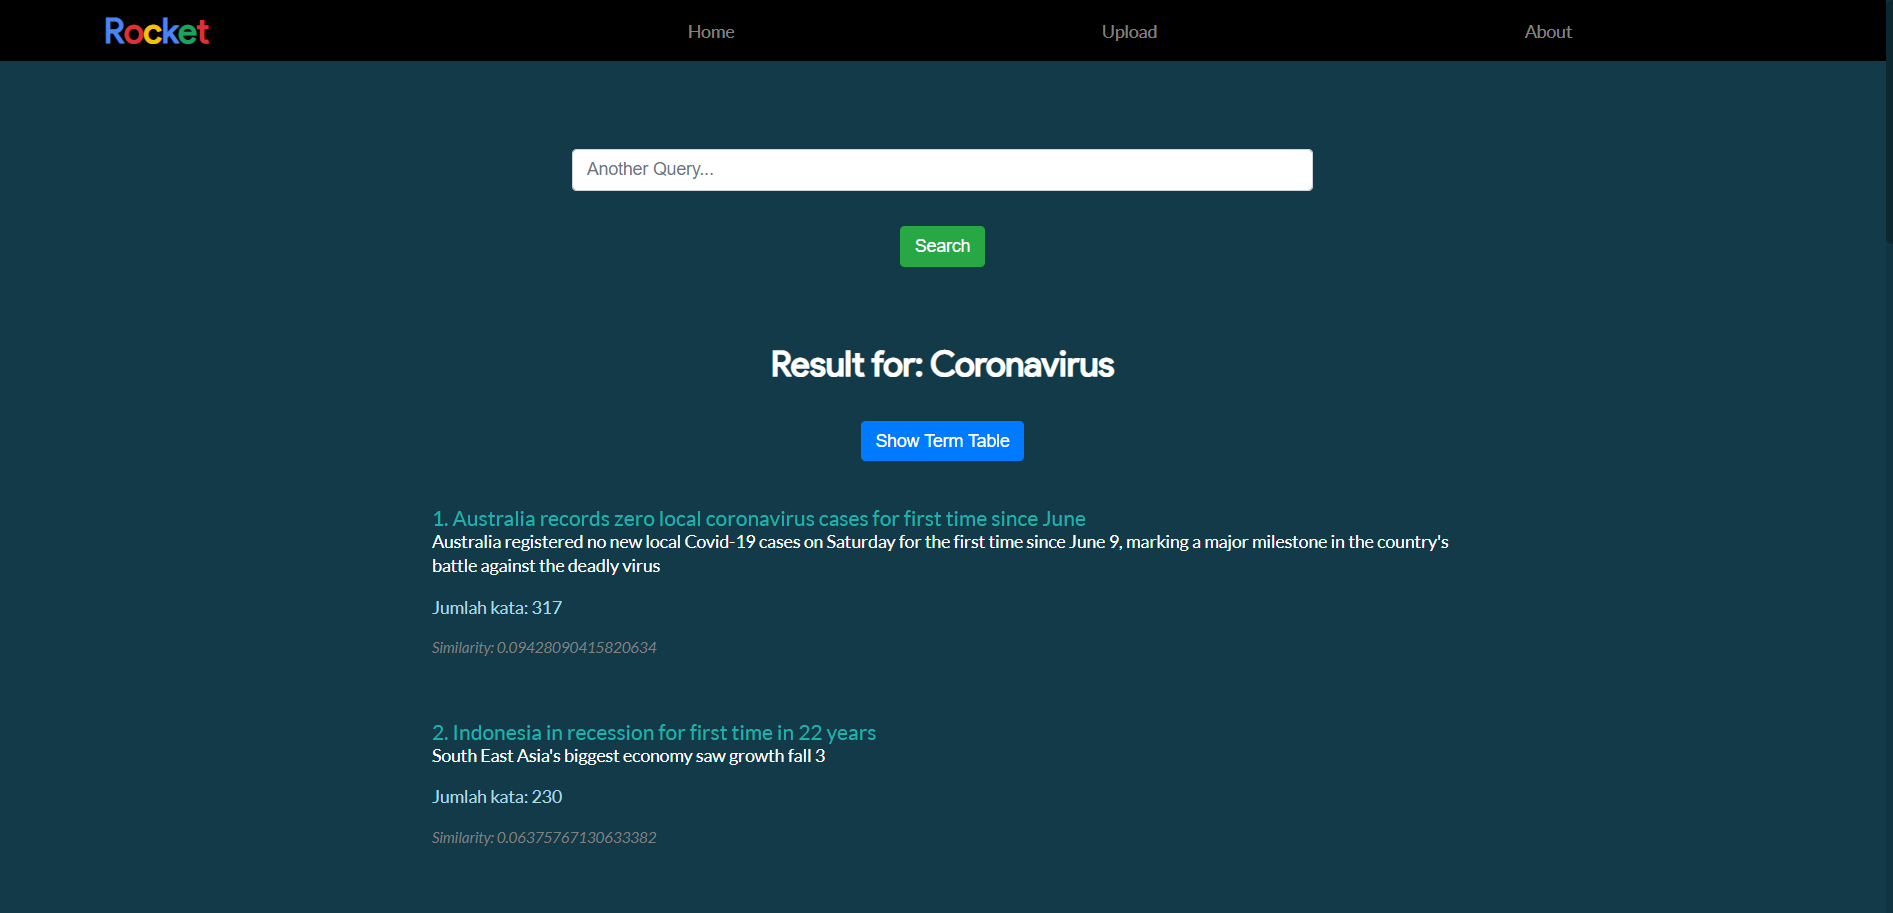 Rocket
Home
Upload
About
Another Query...
Search
Result for: Coronavirus
Show Term Table
1. Australia records zero local coronavirus cases for first time since June
Australia registered no new local Covid-19 cases on Saturday for the first time since June 9, marking a major milestone in the country's
battle against the deadly virus
Jumlah kata: 317
Similarity: 0.09428090415820634
2. Indonesia in recession for first time in 22 years
South East Asia's biggest economy saw growth fall 3
Jumlah kata: 230
Similarity: 0.06375767130633382